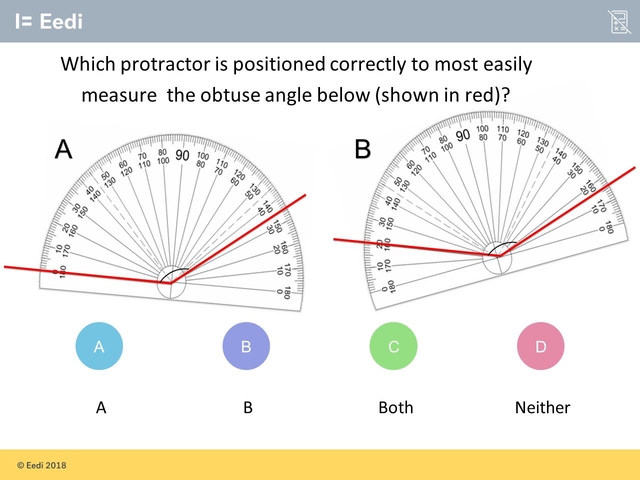 Eedi
Which protractor is positioned correctly to most easily
measure the obtuse angle below (shown in red)?
A
0 180
10 170
20 160
30 150
40 140
50 130
60 120
70 110
80 100
90
100 80
110 70
120 60
130 50
140 40
150 30
160 20
170 10
180 0
B
0 180
10 170
20 160
30 150
40 140
50 130
60 120
70 110
80 100
90
100 80
110 70
120 60
130 50
140 40
150 30
160 20
170 10
180 0
A
B
C
D
A
B
Both
Neither
© Eedi 2018